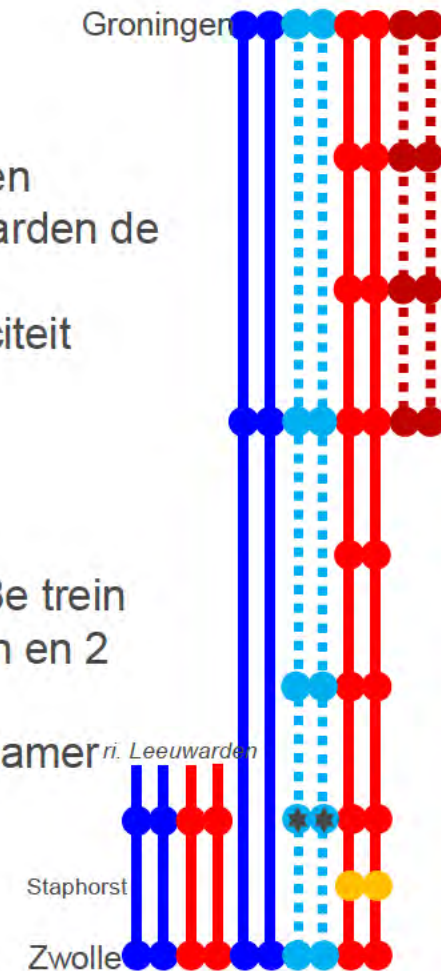 Groningen
en
arden de
citeit
3e trein
n en 2
amer
ri. Leeuwarden
Staphorst
Zwolle